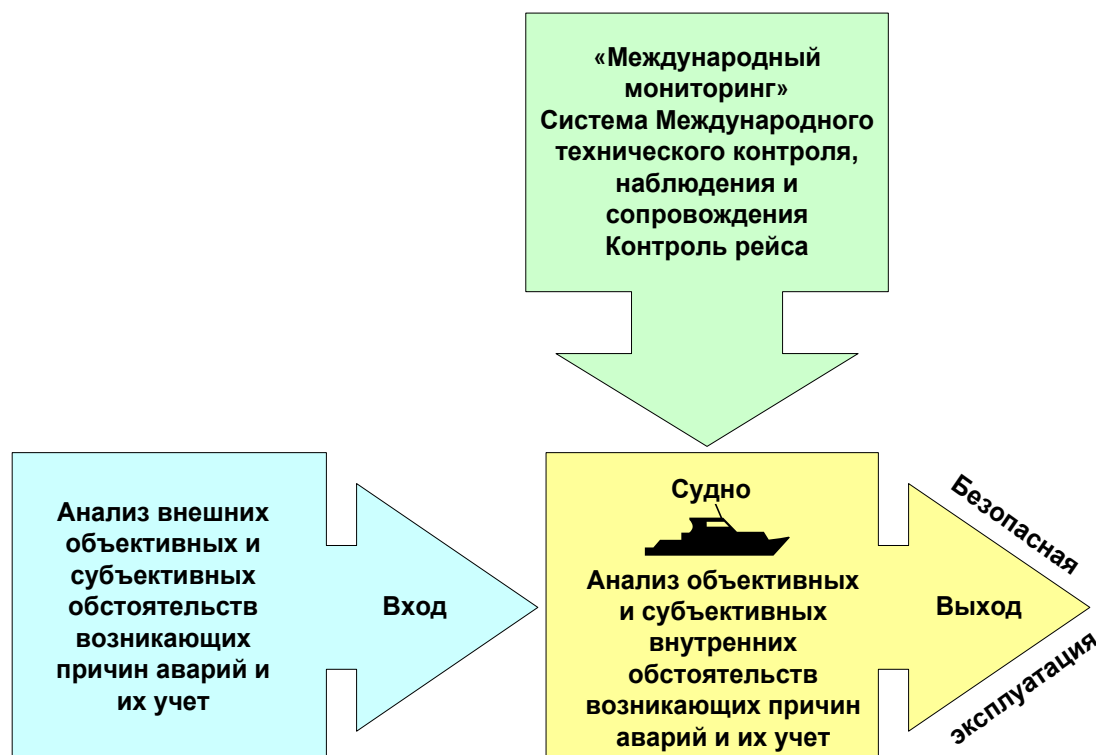 «Международный
мониторинг»
Система Международного
технического контроля,
наблюдения и
сопровождения
Контроль рейса
Анализ внешних
объективных и
субъективных
обстоятельств
возникающих
причин аварий и
их учет
Вход
Судно
Анализ объективных
и субъективных
внутренних
обстоятельств
возникающих причин
аварий и их учет
Выход
Безопасная
эксплуатация